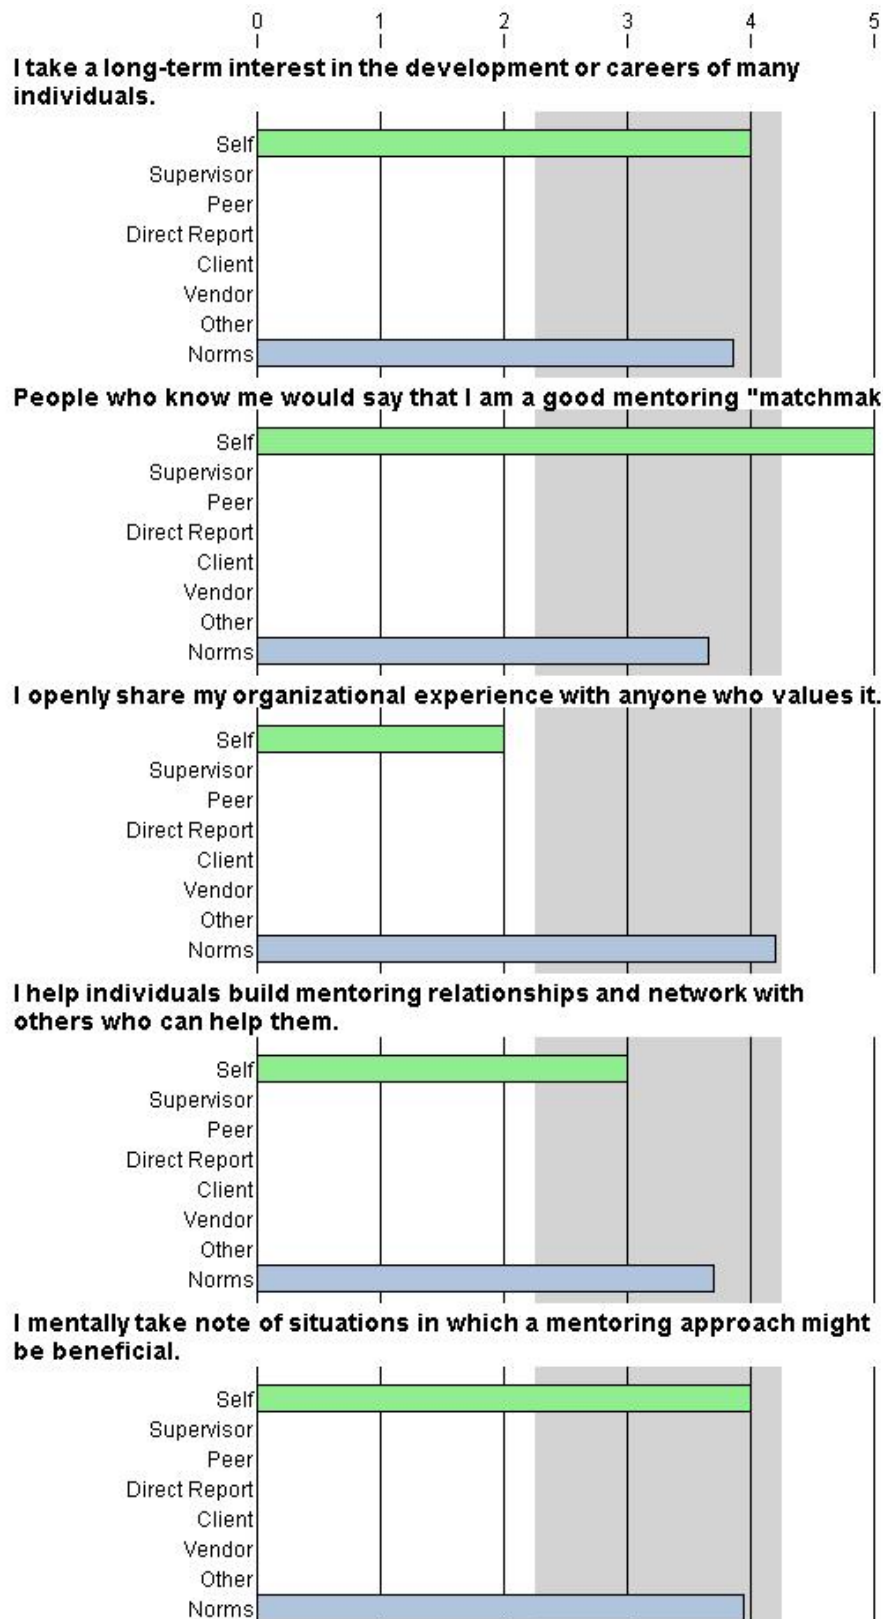 0 1 2 3 4 5
I take a long-term interest in the development or careers of many
individuals.
Self
Supervisor
Peer
Direct Report
Client
Vendor
Other
Norms
People who know me would say that I am a good mentoring "matchmak
Self
Supervisor
Peer
Direct Report
Client
Vendor
Other
Norms
I openly share my organizational experience with anyone who values it.
Self
Supervisor
Peer
Direct Report
Client
Vendor
Other
Norms
I help individuals build mentoring relationships and network with
others who can help them.
Self
Supervisor
Peer
Direct Report
Client
Vendor
Other
Norms
I mentally take note of situations in which a mentoring approach might
be beneficial.
Self
Supervisor
Peer
Direct Report
Client
Vendor
Other
Norms